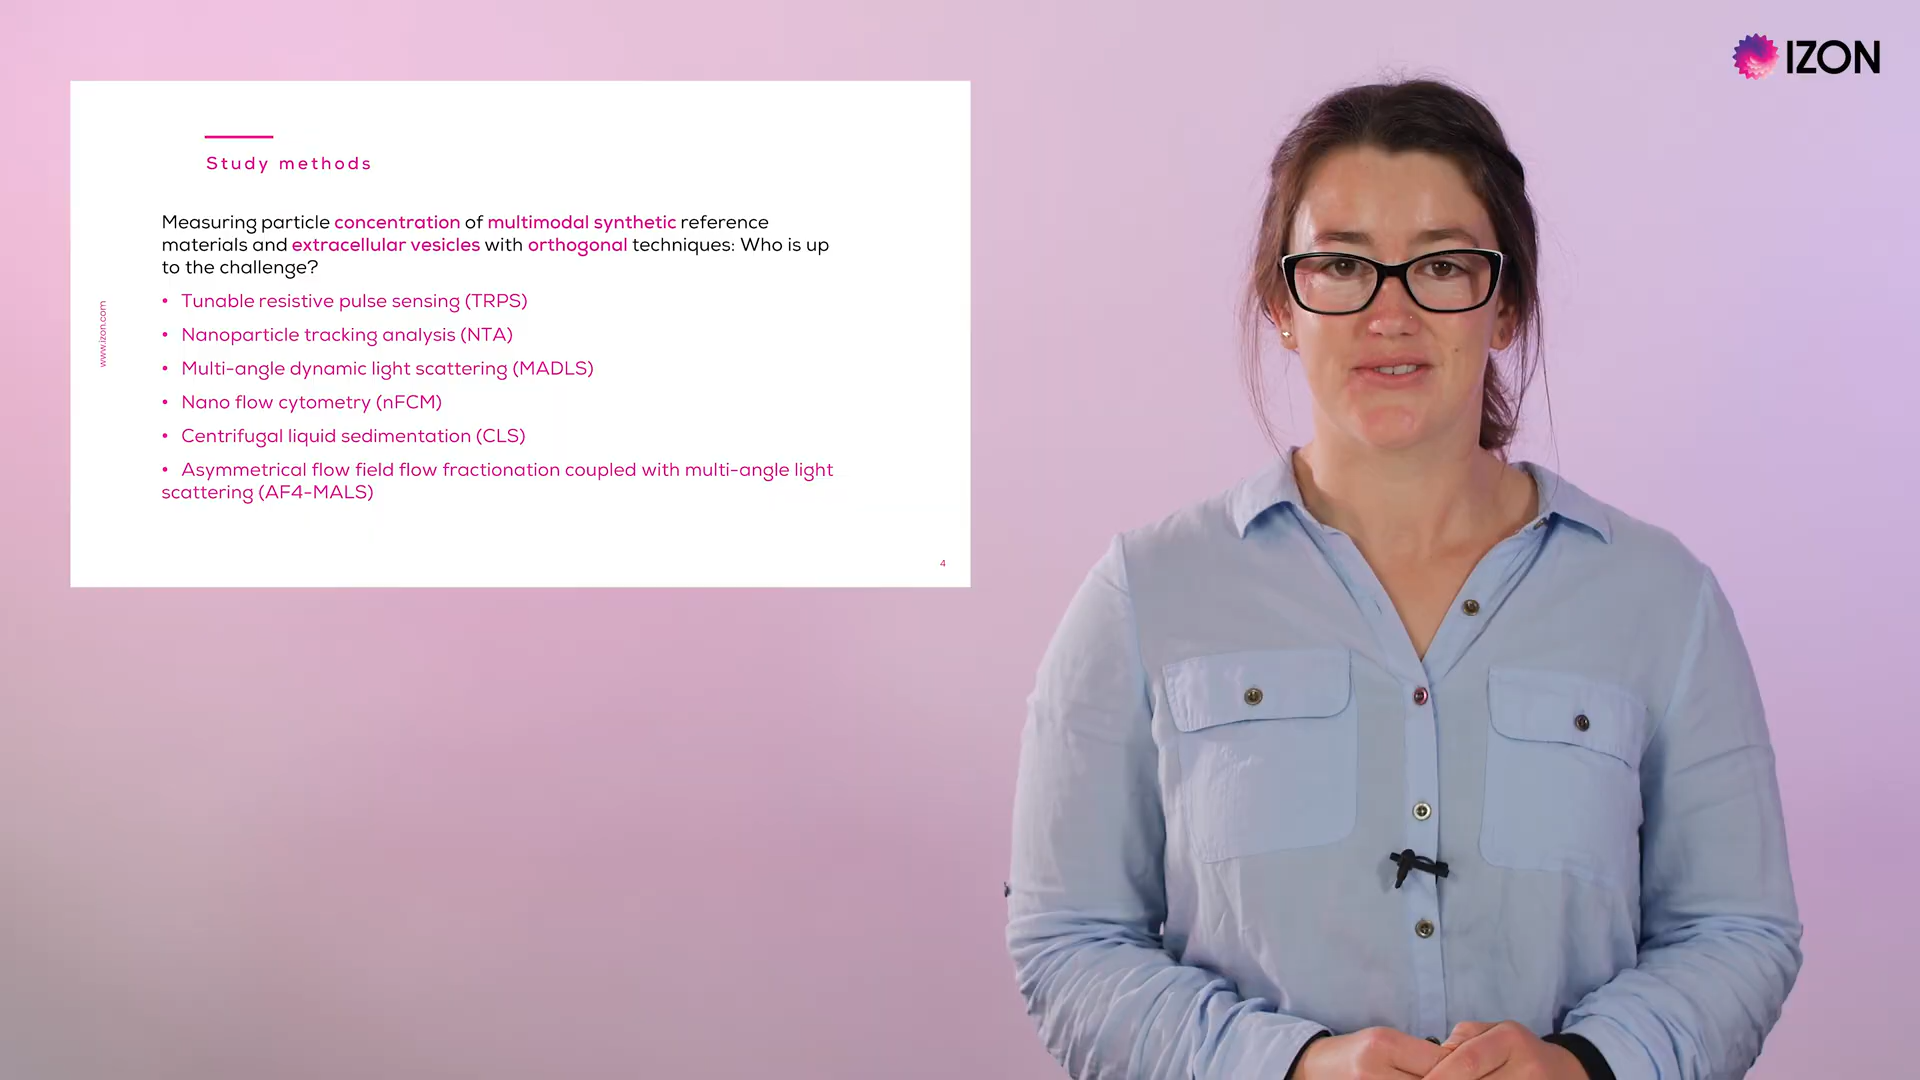 IZON
Study methods
Measuring particle concentration of multimodal synthetic reference
materials and extracellular vesicles with orthogonal techniques: Who is up
to the challenge?
• Tunable resistive pulse sensing (TRPS)
• Nanoparticle tracking analysis (NTA)
• Multi-angle dynamic light scattering (MADLS)
• Nano flow cytometry (nFCM)
• Centrifugal liquid sedimentation (CLS)
• Asymmetrical flow field flow fractionation coupled with multi-angle light
scattering (AF4-MALS)
www.izon.com
4